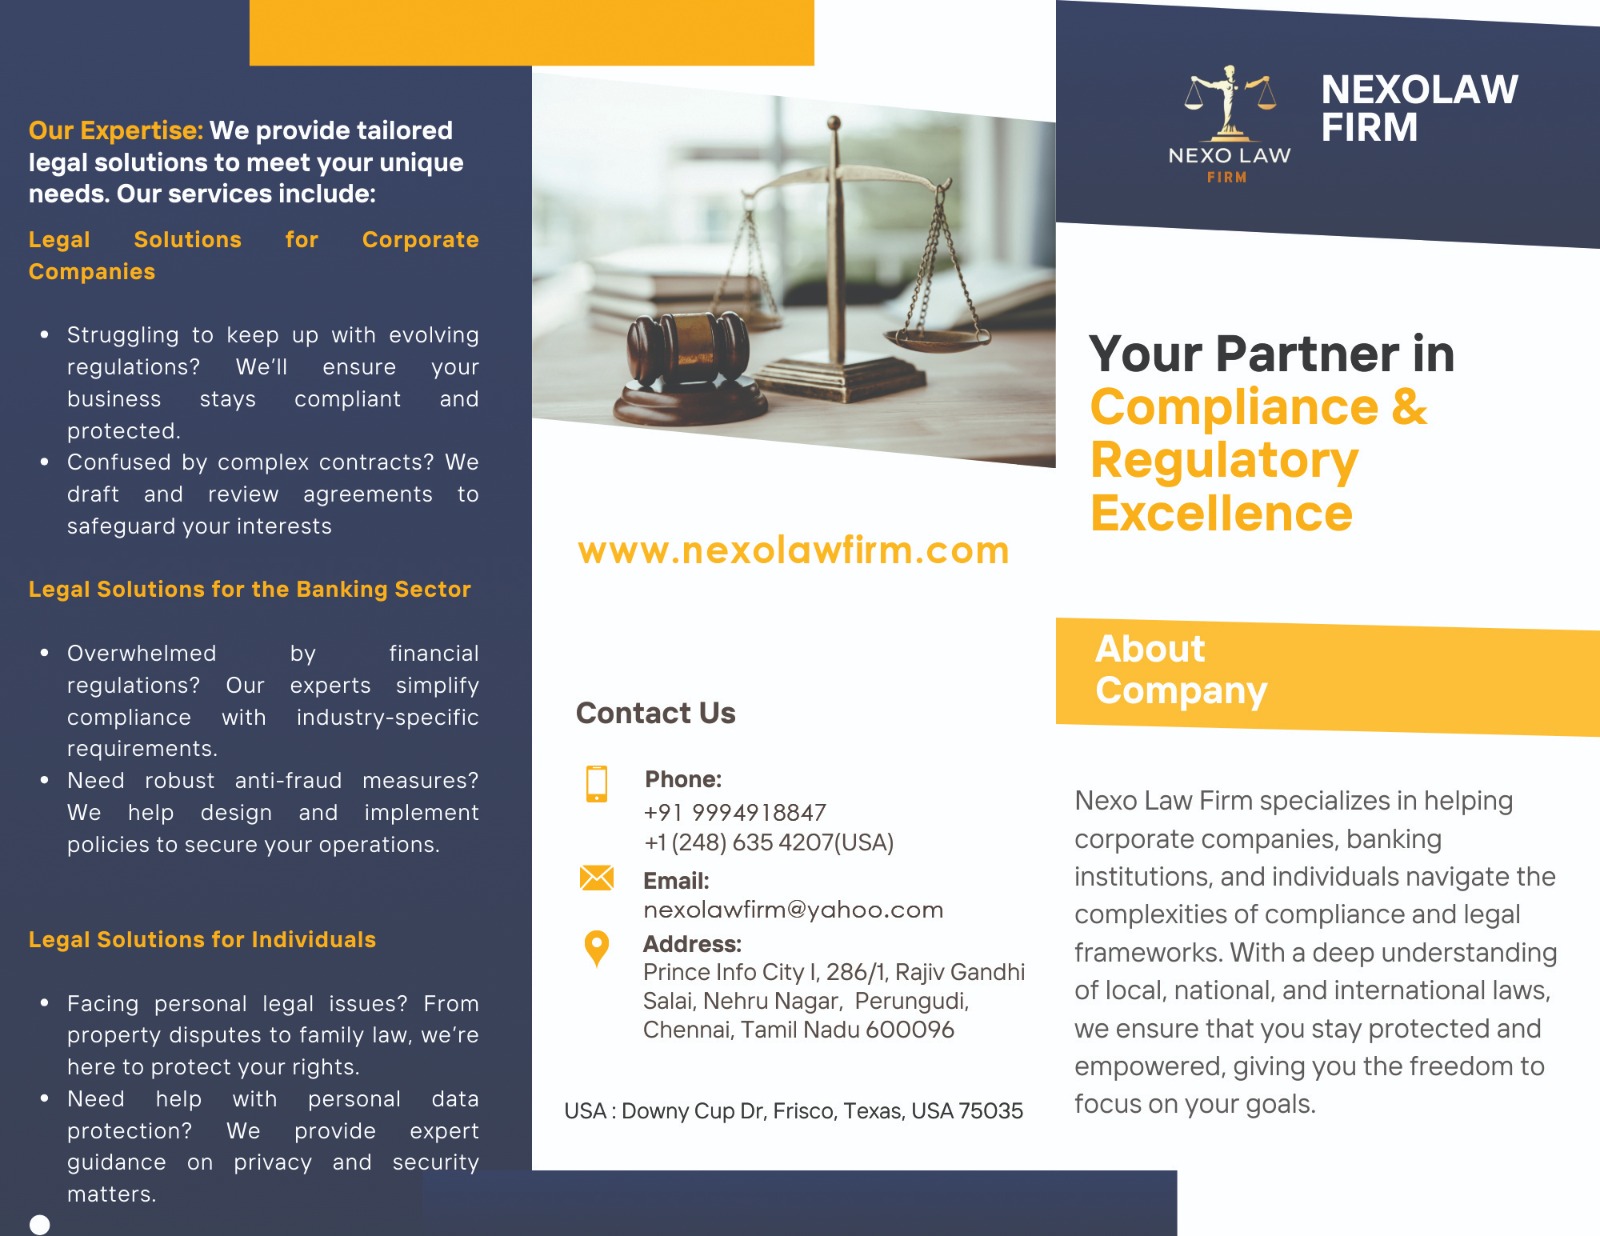 Our Expertise: We provide tailored
legal solutions to meet your unique
needs. Our services include:
Legal Solutions for Corporate
Companies
• Struggling to keep up with evolving
regulations? We’ll ensure your
business stays compliant and
protected.
• Confused by complex contracts? We
draft and review agreements to
safeguard your interests
Legal Solutions for the Banking Sector
• Overwhelmed by financial
regulations? Our experts simplify
compliance with industry-specific
requirements.
• Need robust anti-fraud measures?
We help design and implement
policies to secure your operations.
Legal Solutions for Individuals
• Facing personal legal issues? From
property disputes to family law, we’re
here to protect your rights.
• Need help with personal data
protection? We provide expert
guidance on privacy and security
matters.
www.nexolawfirm.com
Contact Us
Phone:
+91 9994918847
+1 (248) 635 4207(USA)
Email:
nexolawfirm@yahoo.com
Address:
Prince Info City I, 286/1, Rajiv Gandhi
Salai, Nehru Nagar, Perungudi,
Chennai, Tamil Nadu 600096
USA : Downy Cup Dr, Frisco, Texas, USA 75035
NEXO LAW
FIRM
NEXOLAW
FIRM
Your Partner in
Compliance &
Regulatory
Excellence
About
Company
Nexo Law Firm specializes in helping
corporate companies, banking
institutions, and individuals navigate the
complexities of compliance and legal
frameworks. With a deep understanding
of local, national, and international laws,
we ensure that you stay protected and
empowered, giving you the freedom to
focus on your goals.